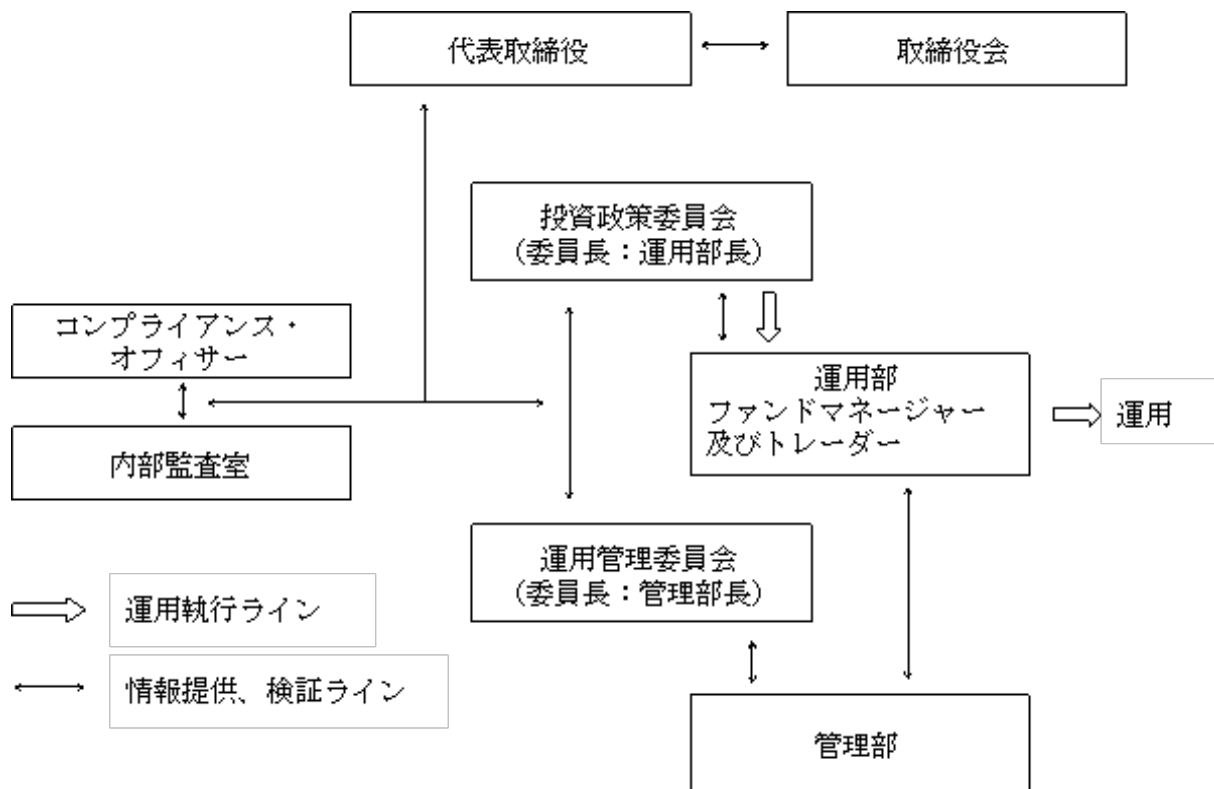 代表取締役
取締役会
投資政策委員会
(委員長：運用部長)
コンプライアンス・
オフィサー
運用部
ファンドマネージャー
及びトレーダー
運用
内部監査室
運用管理委員会
(委員長：管理部長)
運用執行ライン
情報提供、検証ライン
管理部